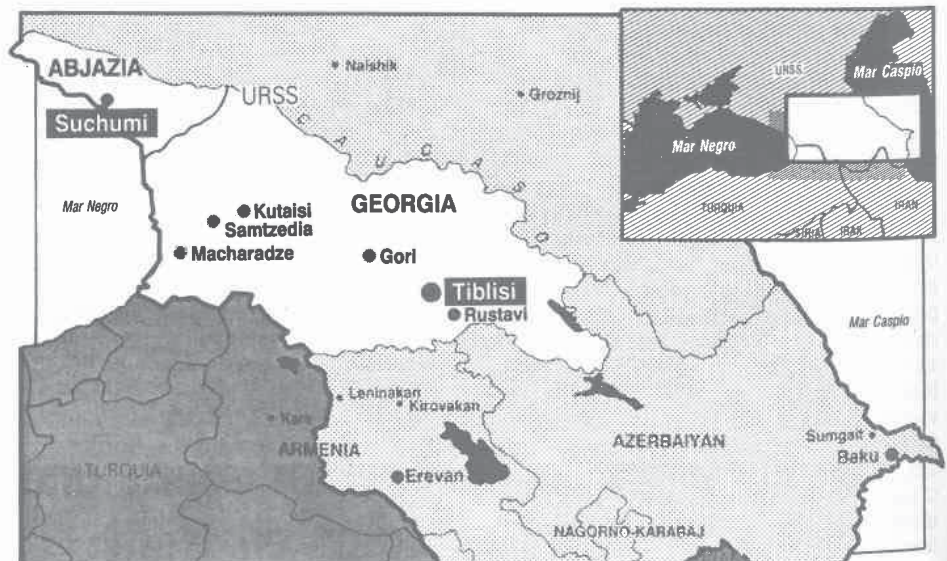 ABJAZIA
Suchumi
URSS
Nalshik
Groznij
CAUCASO
Mar Negro
GEORGIA
Kutaisi
Samtzedia
Macharadze
Gori
Tiblisi
Rustavi
Mar Caspio
Leninakan
Kirovakan
Kars
ARMENIA
TURQUIA
Erevan
AZERBAIYAN
Sumgait
Baku
NAGORNO-KARABAJ
URSS
Mar Caspio
Mar Negro
TURQUIA
SIRIA
IRAK
IRAN